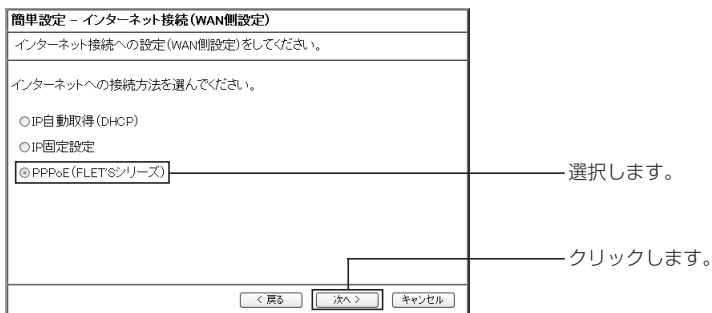 簡単設定 – インターネット接続(WAN側設定)
インターネット接続への設定(WAN側設定)をしてください。
インターネットへの接続方法を選んでください。
IP自動取得(DHCP)
IP固定設定
PPPoE(FLET'Sシリーズ)
選択します。
クリックします。
< 戻る 次へ > キャンセル